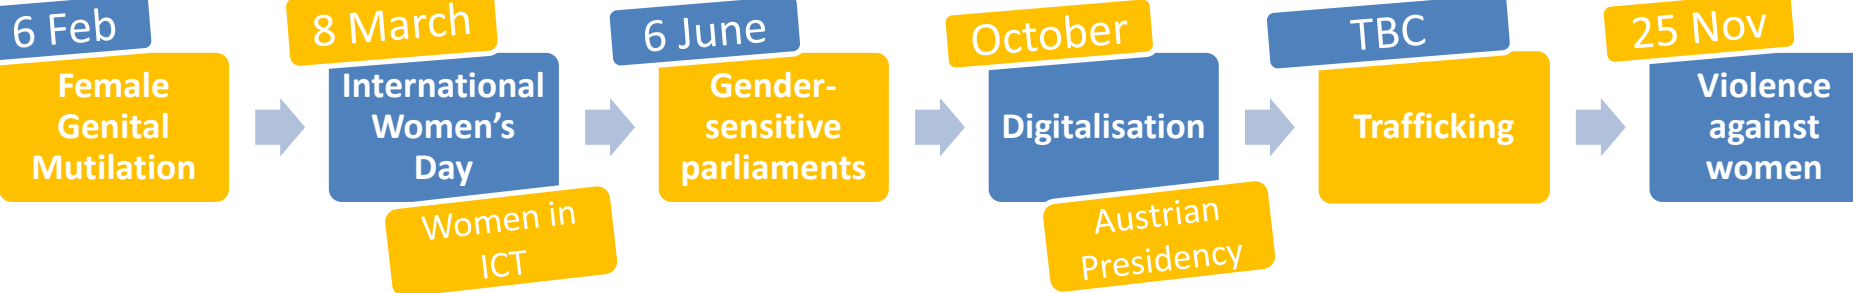 6 Feb
Female
Genital
Mutilation
8 March
International
Women's
Day
Women in
ICT
6 June
Gender-
sensitive
parliaments
October
Digitalisation
Austrian
Presidency
TBC
Trafficking
25 Nov
Violence
against
women